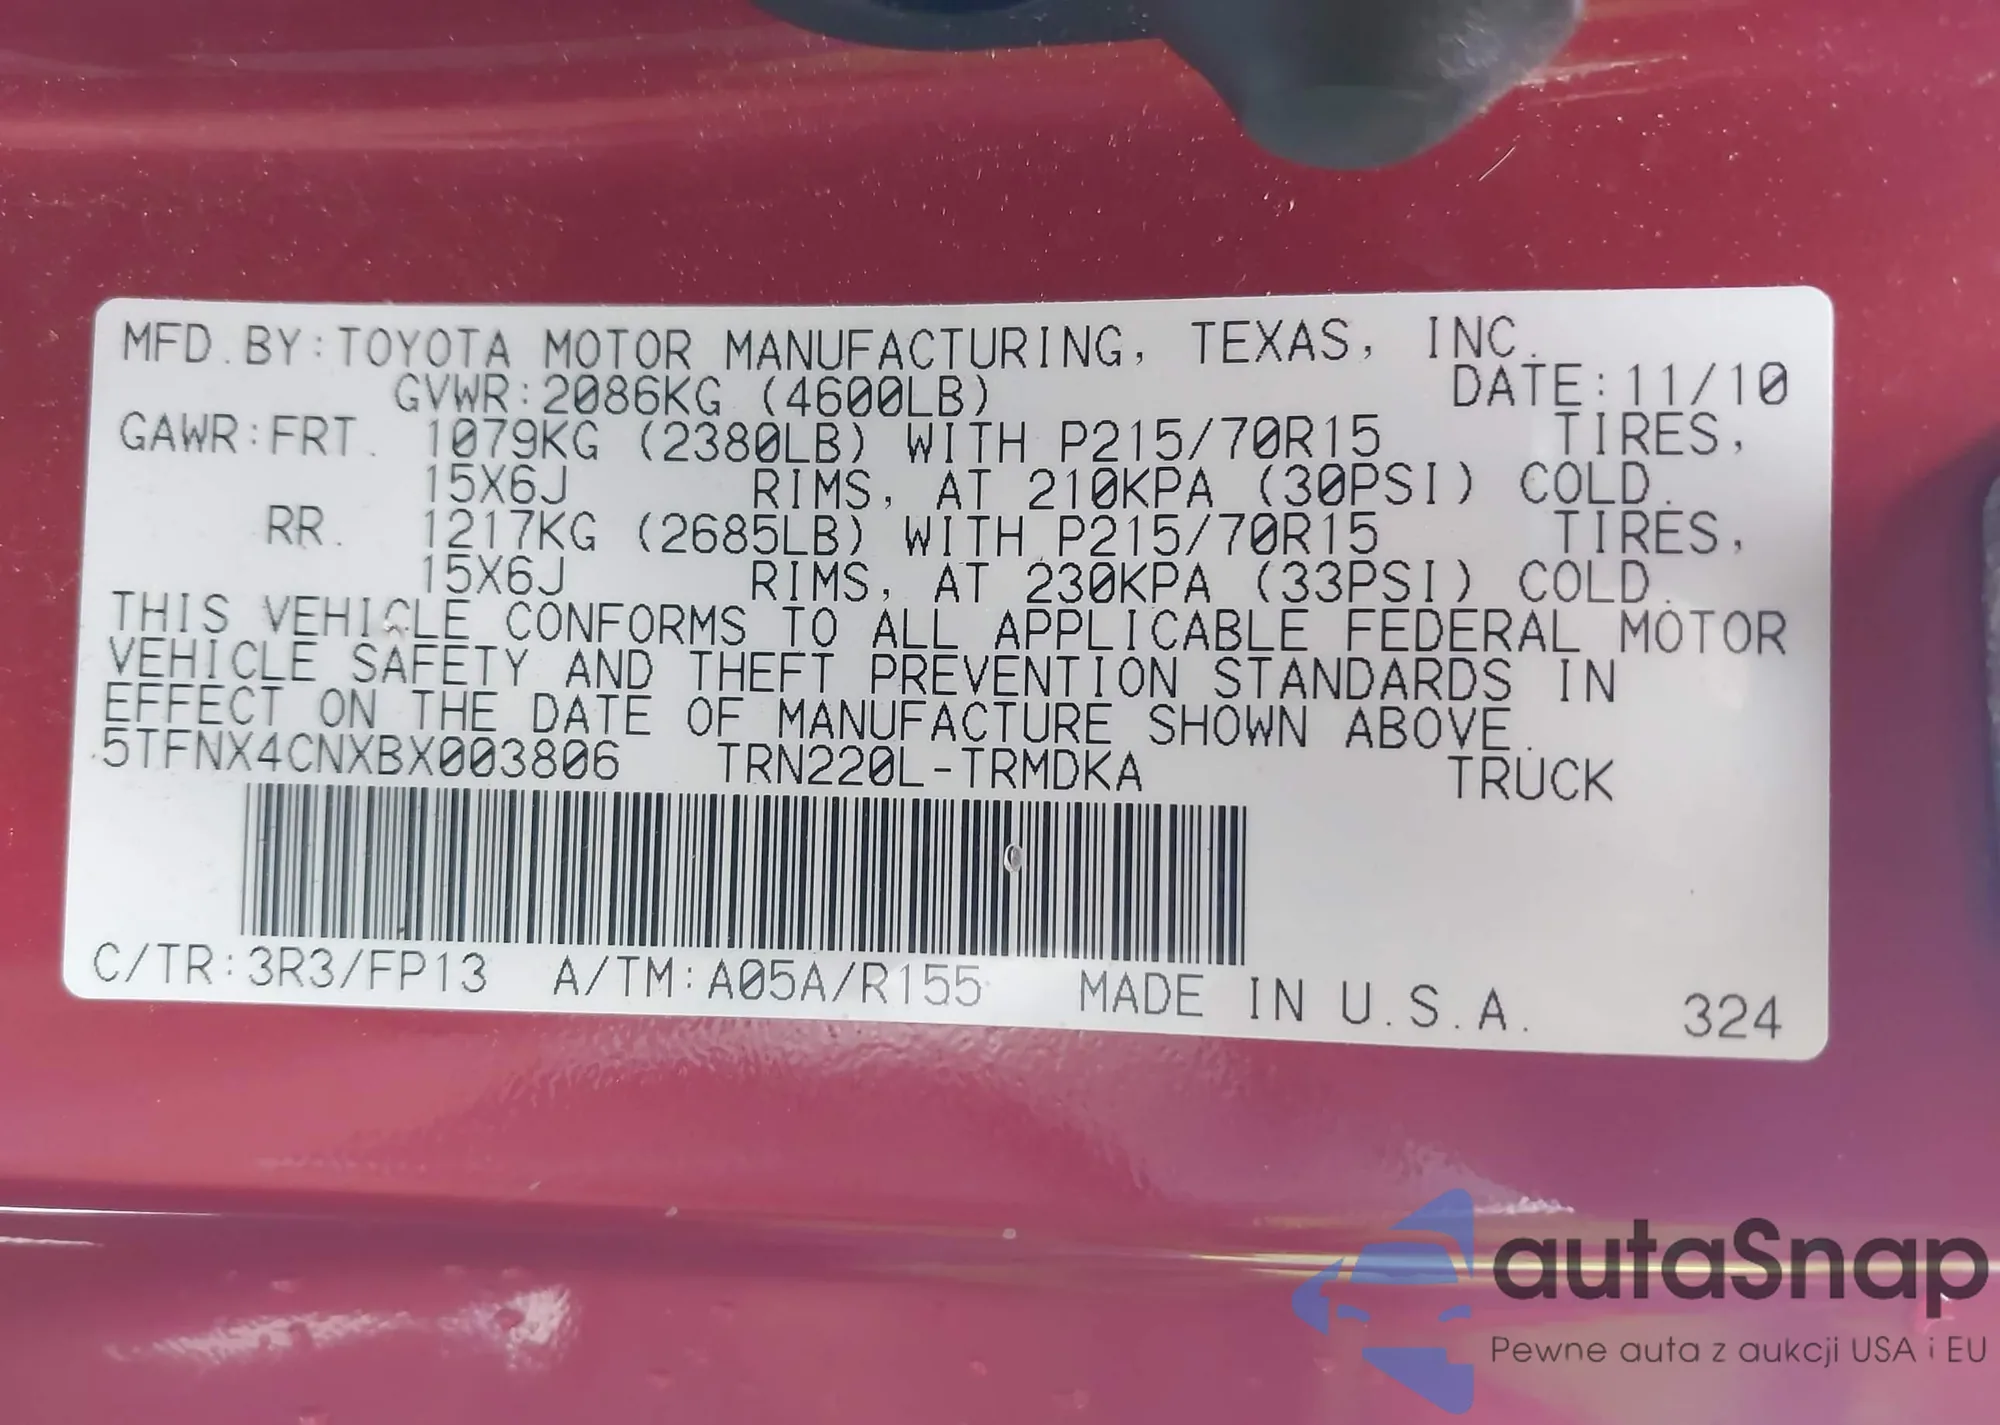 MFD.BY:TOYOTA MOTOR MANUFACTURING, TEXAS, INC.
GVWR:2086KG (4600LB) DATE:11/10
GAWR:FRT. 1079KG (2380LB) WITH P215/70R15 TIRES,
15X6J RIMS, AT 210KPA (30PSI) COLD.
RR. 1217KG (2685LB) WITH P215/70R15 TIRES,
15X6J RIMS, AT 230KPA (33PSI) COLD.
THIS VEHICLE CONFORMS TO ALL APPLICABLE FEDERAL MOTOR
VEHICLE SAFETY AND THEFT PREVENTION STANDARDS IN
EFFECT ON THE DATE OF MANUFACTURE SHOWN ABOVE.
5TFNX4CNXBX003806 TRN220L-TRMDKA TRUCK
C/TR:3R3/FP13 A/TM:A05A/R155 MADE IN U.S.A. 324
autaSnap
Pewne auta z aukcji USA i EU